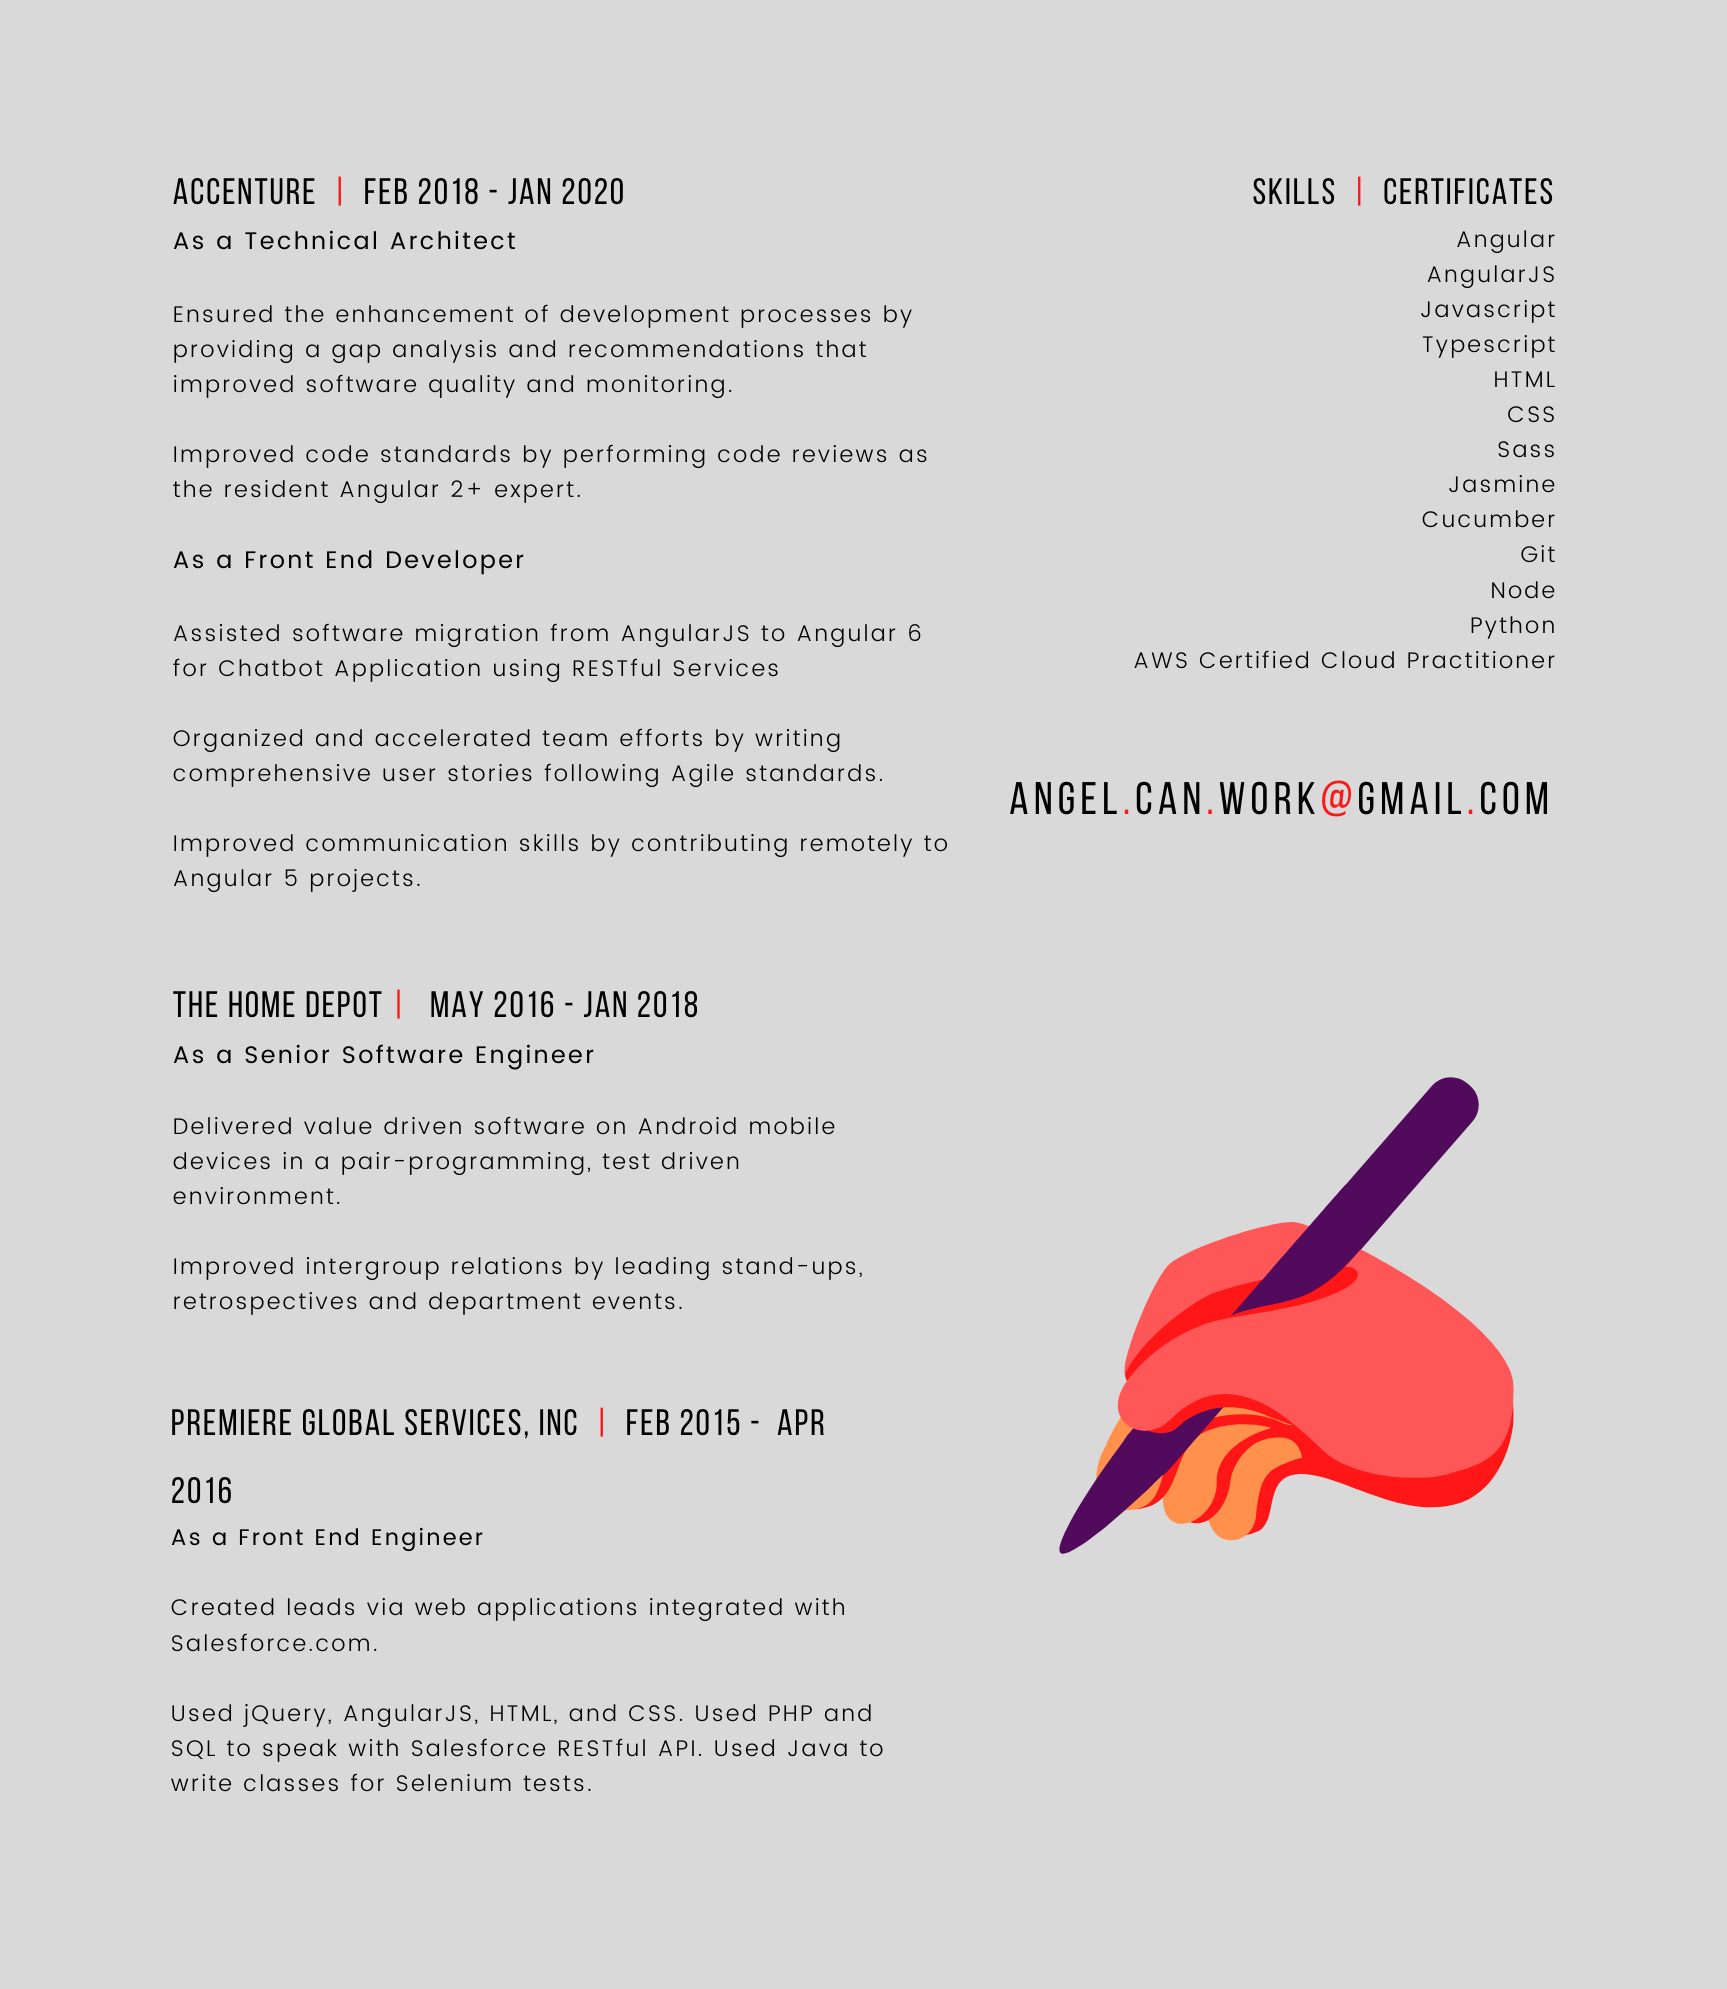 ACCENTURE | FEB 2018 - JAN 2020
As a Technical Architect
Ensured the enhancement of development processes by
providing a gap analysis and recommendations that
improved software quality and monitoring.
Improved code standards by performing code reviews as
the resident Angular 2+ expert.
As a Front End Developer
Assisted software migration from AngularJS to Angular 6
for Chatbot Application using RESTful Services
Organized and accelerated team efforts by writing
comprehensive user stories following Agile standards.
Improved communication skills by contributing remotely to
Angular 5 projects.
THE HOME DEPOT | MAY 2016 - JAN 2018
As a Senior Software Engineer
Delivered value driven software on Android mobile
devices in a pair-programming, test driven
environment.
Improved intergroup relations by leading stand-ups,
retrospectives and department events.
PREMIERE GLOBAL SERVICES, INC | FEB 2015 - APR
2016
As a Front End Engineer
Created leads via web applications integrated with
Salesforce.com.
Used jQuery, AngularJS, HTML, and CSS. Used PHP and
SQL to speak with Salesforce RESTful API. Used Java to
write classes for Selenium tests.
SKILLS | CERTIFICATES
Angular
AngularJS
Javascript
Typescript
HTML
CSS
Sass
Jasmine
Cucumber
Git
Node
Python
AWS Certified Cloud Practitioner
ANGEL.CAN.WORK@GMAIL.COM